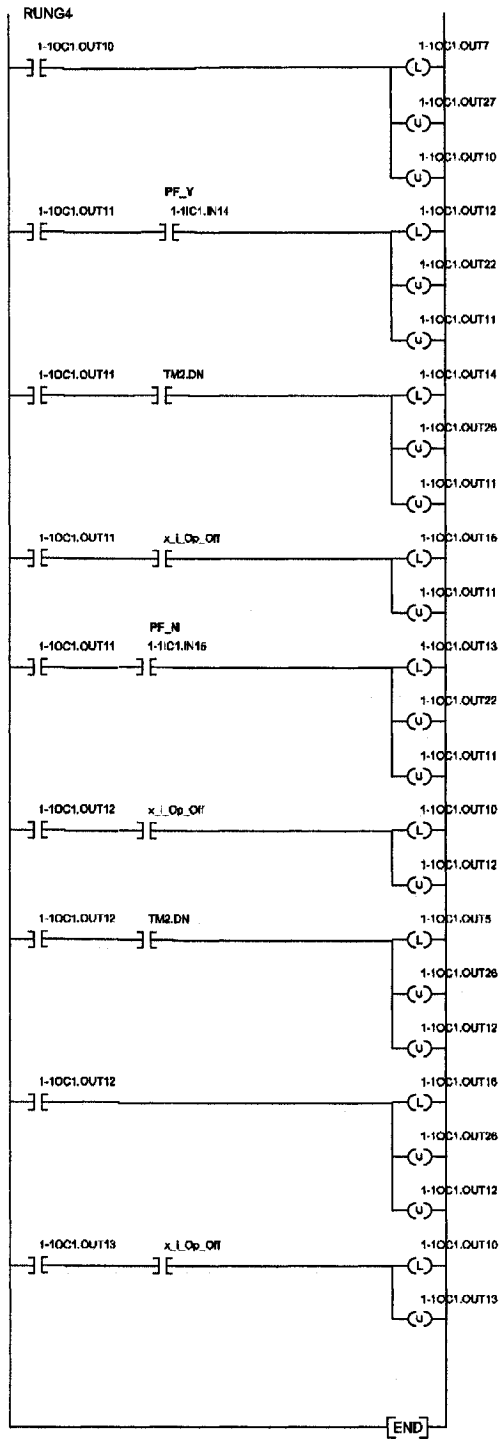 RUNG4
1-1OC1.OUT10 1-1OC1.OUT7
(L)
1-1OC1.OUT27
(U)
1-1OC1.OUT10
(U)
PF_Y
1-1OC1.OUT11 1-1IC1.IN14 1-1OC1.OUT12
(L)
1-1OC1.OUT22
(U)
1-1OC1.OUT11
(U)
1-1OC1.OUT11 TM2.DN 1-1OC1.OUT14
(L)
1-1OC1.OUT26
(U)
1-1OC1.OUT11
(U)
1-1OC1.OUT11 x_i_Op_Off 1-1OC1.OUT16
(L)
1-1OC1.OUT11
(U)
PF_N
1-1OC1.OUT11 1-1IC1.IN15 1-1OC1.OUT13
(L)
1-1OC1.OUT22
(U)
1-1OC1.OUT11
(U)
1-1OC1.OUT12 x_i_Op_Off 1-1OC1.OUT10
(L)
1-1OC1.OUT12
(U)
1-1OC1.OUT12 TM2.DN 1-1OC1.OUT5
(L)
1-1OC1.OUT26
(U)
1-1OC1.OUT12
(U)
1-1OC1.OUT12 1-1OC1.OUT16
(L)
1-1OC1.OUT26
(U)
1-1OC1.OUT12
(U)
1-1OC1.OUT13 x_i_Op_Off 1-1OC1.OUT10
(L)
1-1OC1.OUT13
(U)
[END]